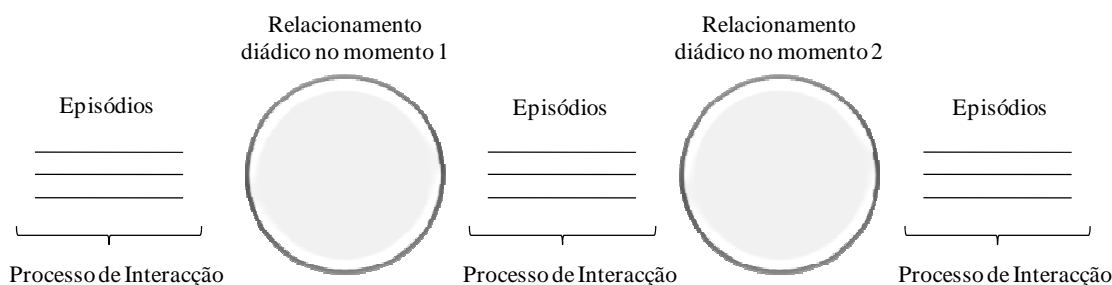 Relacionamento
diádico no momento 1
Relacionamento
diádico no momento 2
Episódios
Episódios
Episódios
Processo de Interacção
Processo de Interacção
Processo de Interacção